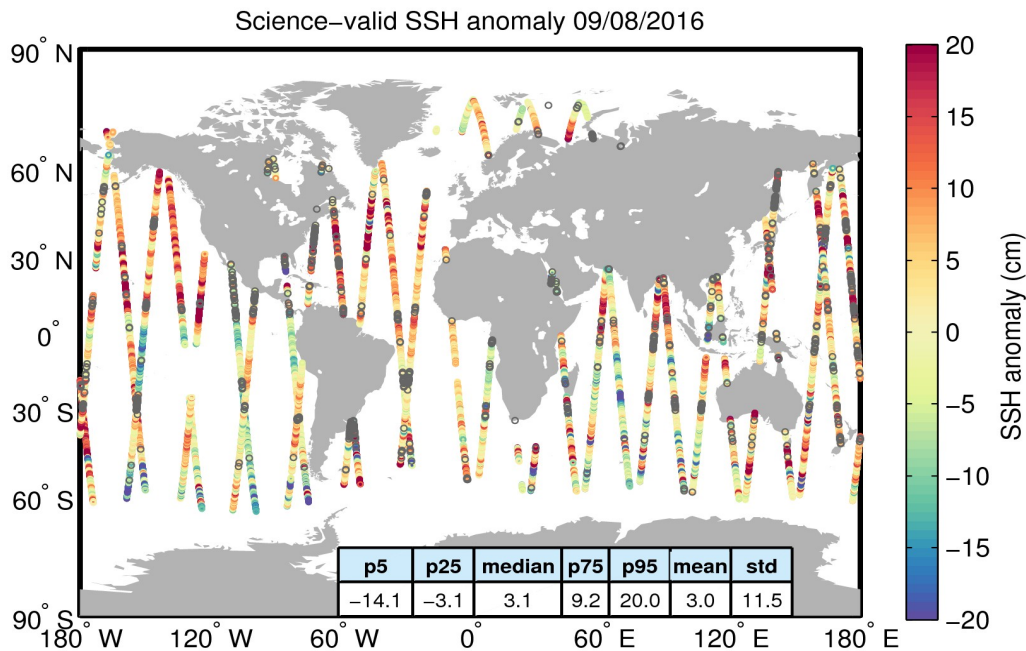 Science−valid SSH anomaly 09/08/2016
90° N
60° N
30° N
0°
30° S
60° S
90° S
180° W
120° W
60° W
0°
60° E
120° E
180° E
p5 p25 median p75 p95 mean std
−14.1 −3.1 3.1 9.2 20.0 3.0 11.5
20
15
10
5
0
−5
−10
−15
−20
SSH anomaly (cm)